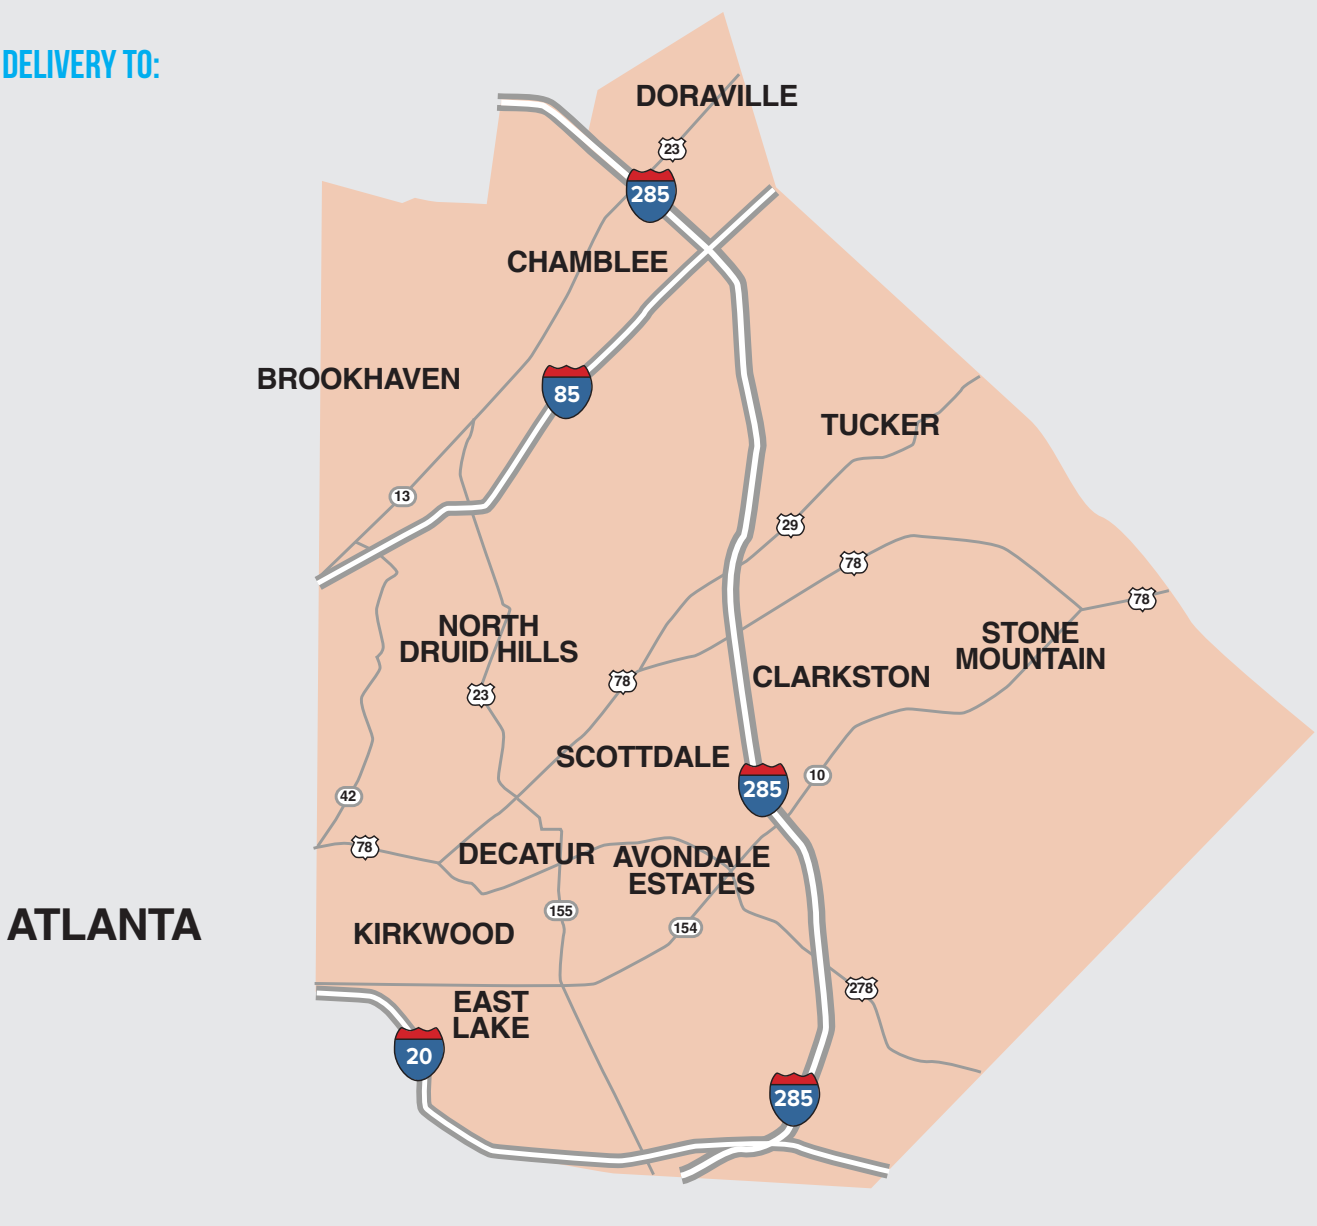 DELIVERY TO:
DORAVILLE
23
285
CHAMBLEE
BROOKHAVEN
85
TUCKER
13
29
78
78
NORTH
DRUID HILLS
STONE
MOUNTAIN
23
78
CLARKSTON
SCOTTDALE
285
10
42
78
DECATUR
AVONDALE
ESTATES
155
154
ATLANTA
KIRKWOOD
278
EAST
LAKE
20
285